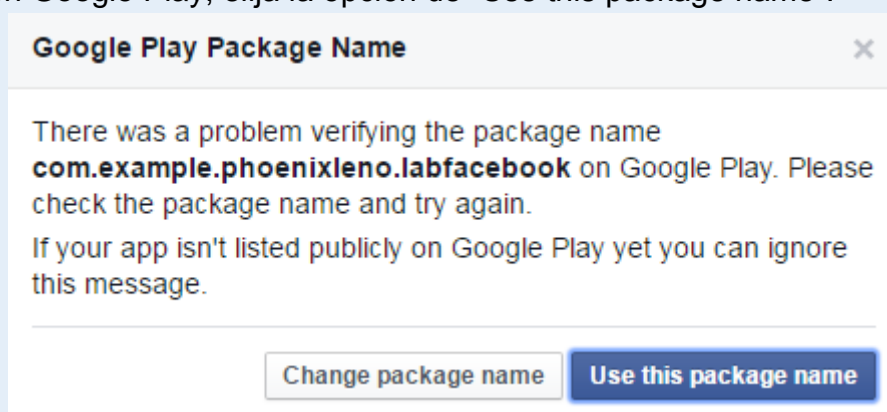 Google Play, elija la opción de "Use this package name".
Google Play Package Name
There was a problem verifying the package name
com.example.phoenixleno.labfacebook on Google Play. Please
check the package name and try again.
If your app isn't listed publicly on Google Play yet you can ignore
this message.
Change package name
Use this package name